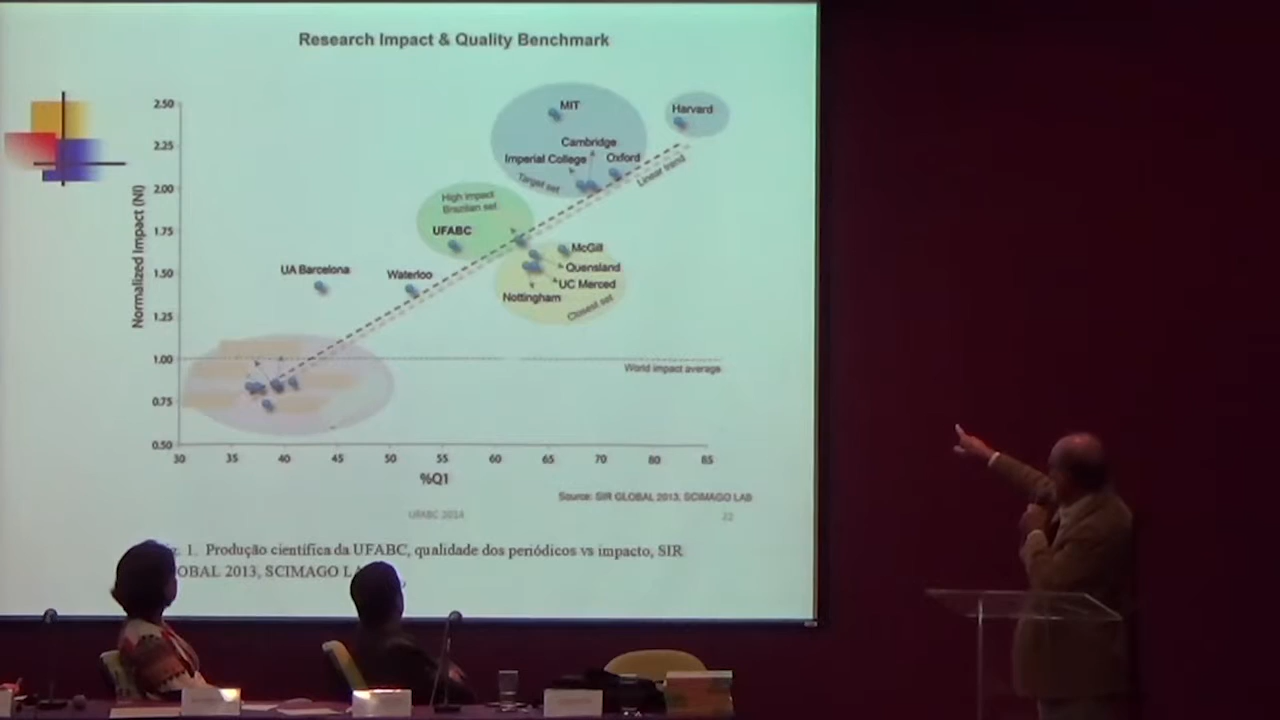 Research Impact & Quality Benchmark
2.50
2.25
2.00
1.75
1.50
1.25
1.00
0.75
0.50
Normalized Impact (NI)
MIT
Harvard
Cambridge
Imperial College
Oxford
Target set
Linear trend
High impact
Brazilian set
UFABC
McGill
Quensland
UC Merced
Nottingham
Closest set
UA Barcelona
Waterloo
World impact average
30 35 40 45 50 55 60 65 70 80 85
%Q1
Source: SIR GLOBAL 2013. SCIMAGO LAB
UFABC 2014
22
1. Produção científica da UFABC, qualidade dos periódicos vs impacto, SIR
OBAL 2013, SCIMAGO